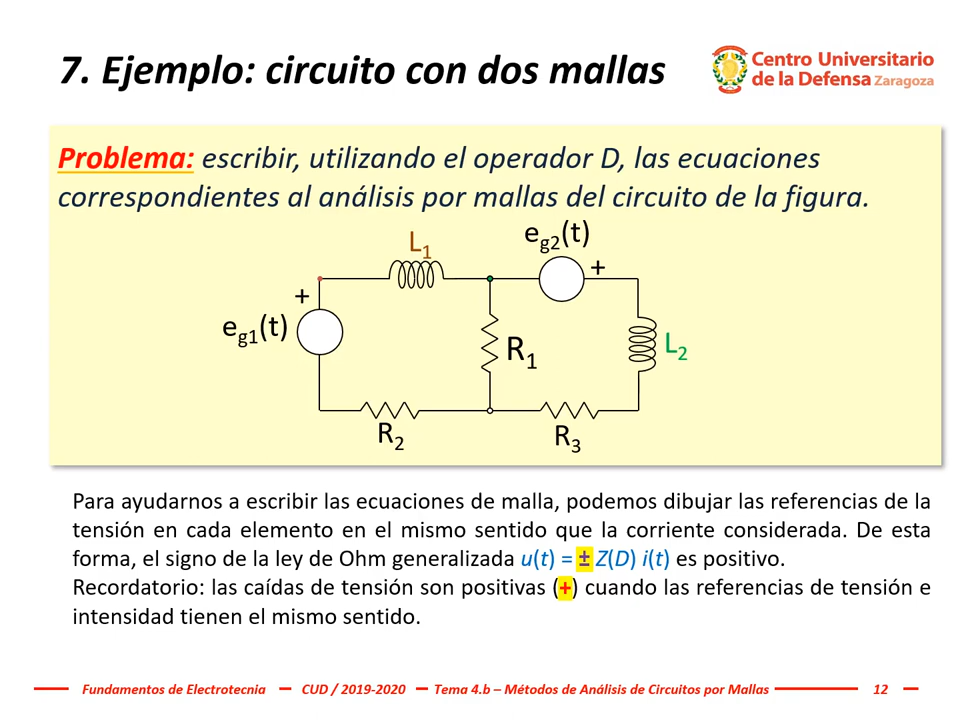 7. Ejemplo: circuito con dos mallas
Centro Universitario
de la Defensa Zaragoza
Problema: escribir, utilizando el operador D, las ecuaciones
correspondientes al análisis por mallas del circuito de la figura.
L1
eg2(t)
+
+
eg1(t)
R1
L2
R2
R3
Para ayudarnos a escribir las ecuaciones de malla, podemos dibujar las referencias de la
tensión en cada elemento en el mismo sentido que la corriente considerada. De esta
forma, el signo de la ley de Ohm generalizada u(t) = ± Z(D) i(t) es positivo.
Recordatorio: las caídas de tensión son positivas (+) cuando las referencias de tensión e
intensidad tienen el mismo sentido.
Fundamentos de Electrotecnia — CUD / 2019-2020 — Tema 4.b – Métodos de Análisis de Circuitos por Mallas 12